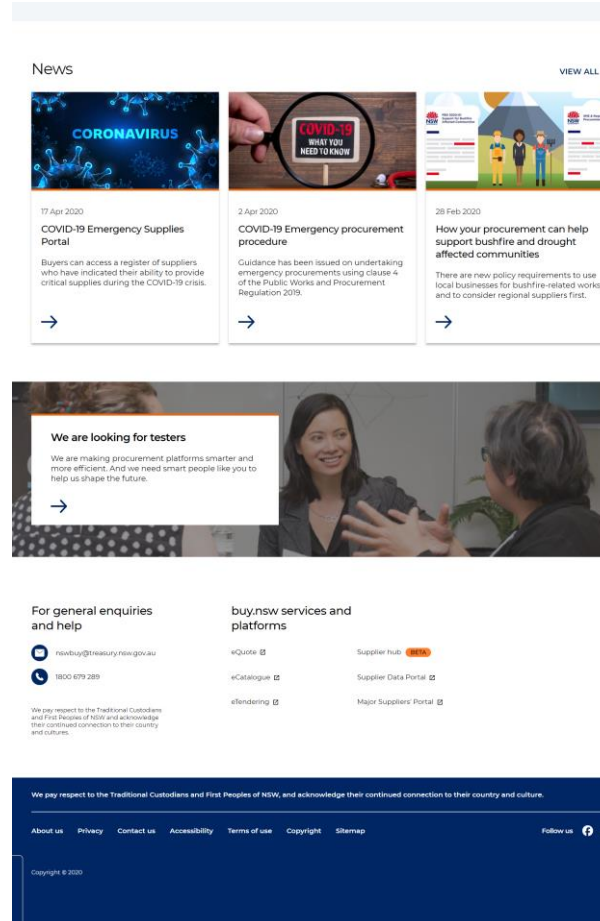 News
VIEW ALL
CORONAVIRUS
COVID-19
WHAT YOU
NEED TO KNOW
NSW
NSW
17 Apr 2020
COVID-19 Emergency Supplies
Portal
Buyers can access a register of suppliers
who have indicated their ability to provide
critical supplies during the COVID-19 crisis.
2 Apr 2020
COVID-19 Emergency procurement
procedure
Guidance has been issued on undertaking
emergency procurements using clause 4
of the Public Works and Procurement
Regulation 2019.
28 Feb 2020
How your procurement can help
support bushfire and drought
affected communities
There are new policy requirements to use
local businesses for bushfire-related works
and to consider regional suppliers first.
We are looking for testers
We are making procurement platforms smarter and
more efficient. And we need smart people like you to
help us shape the future.
For general enquiries
and help
nswbuy@treasury.nsw.gov.au
1800 679 289
We pay respect to the Traditional Custodians
and First Peoples of NSW and acknowledge
their continued connection to their country
and cultures.
buy.nsw services and
platforms
eQuote
eCatalogue
eTendering
Supplier hub BETA
Supplier Data Portal
Major Suppliers' Portal
We pay respect to the Traditional Custodians and First Peoples of NSW, and acknowledge their continued connection to their country and culture.
About us Privacy Contact us Accessibility Terms of use Copyright Sitemap Follow us
Copyright © 2020